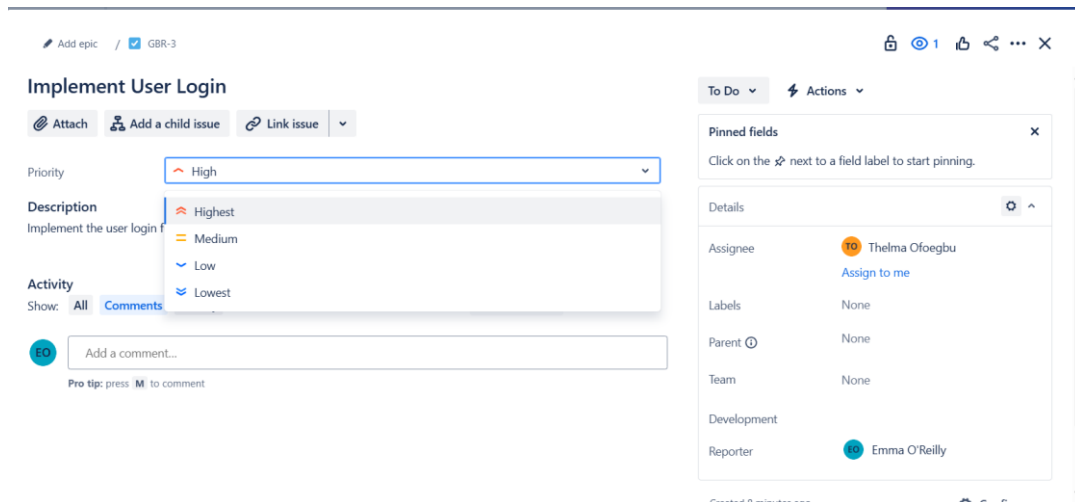 Add epic / GBR-3
1
Implement User Login
Attach Add a child issue Link issue
Priority
High
Highest
Medium
Low
Lowest
Description
Implement the user login
Activity
Show: All Comments
EO Add a comment...
Pro tip: press M to comment
To Do Actions
Pinned fields
Click on the next to a field label to start pinning.
Details
Assignee TO Thelma Ofoegbu
Assign to me
Labels None
Parent None
Team None
Development
Reporter EO Emma O'Reilly